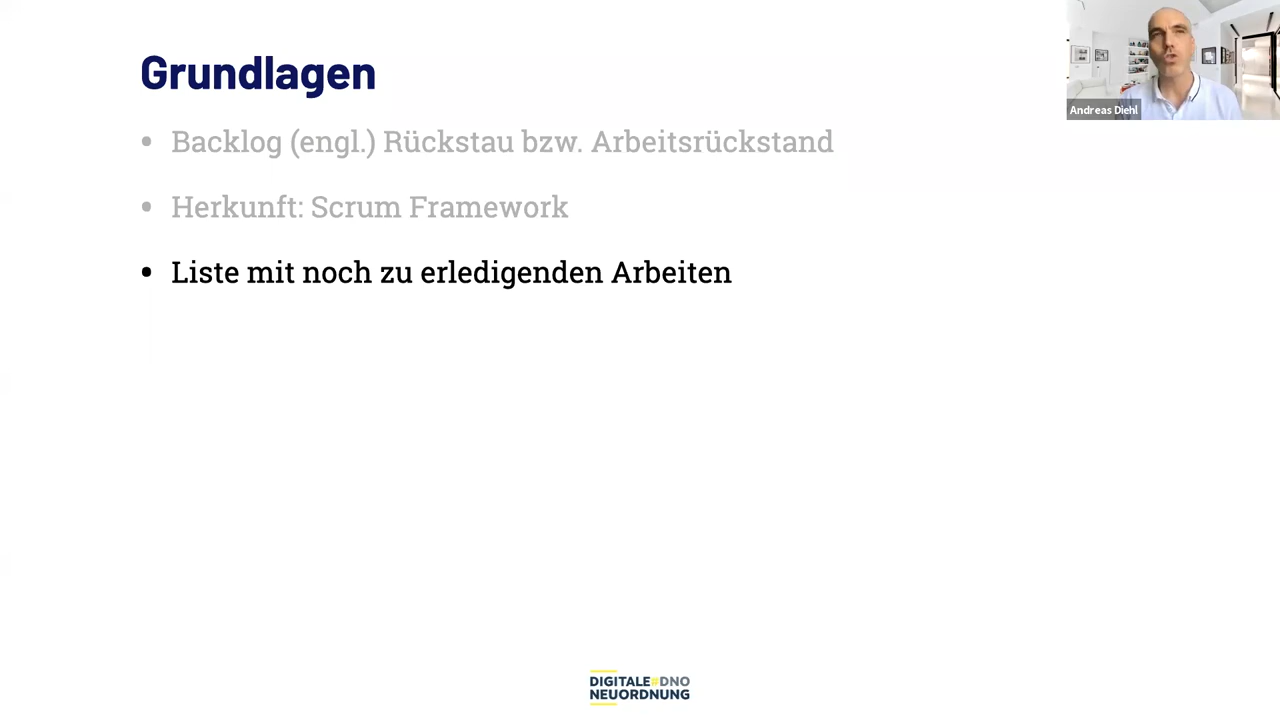 Grundlagen
Andreas Diehl
• Backlog (engl.) Rückstau bzw. Arbeitsrückstand
• Herkunft: Scrum Framework
• Liste mit noch zu erledigenden Arbeiten
DIGITALE#DNO
NEUORDNUNG